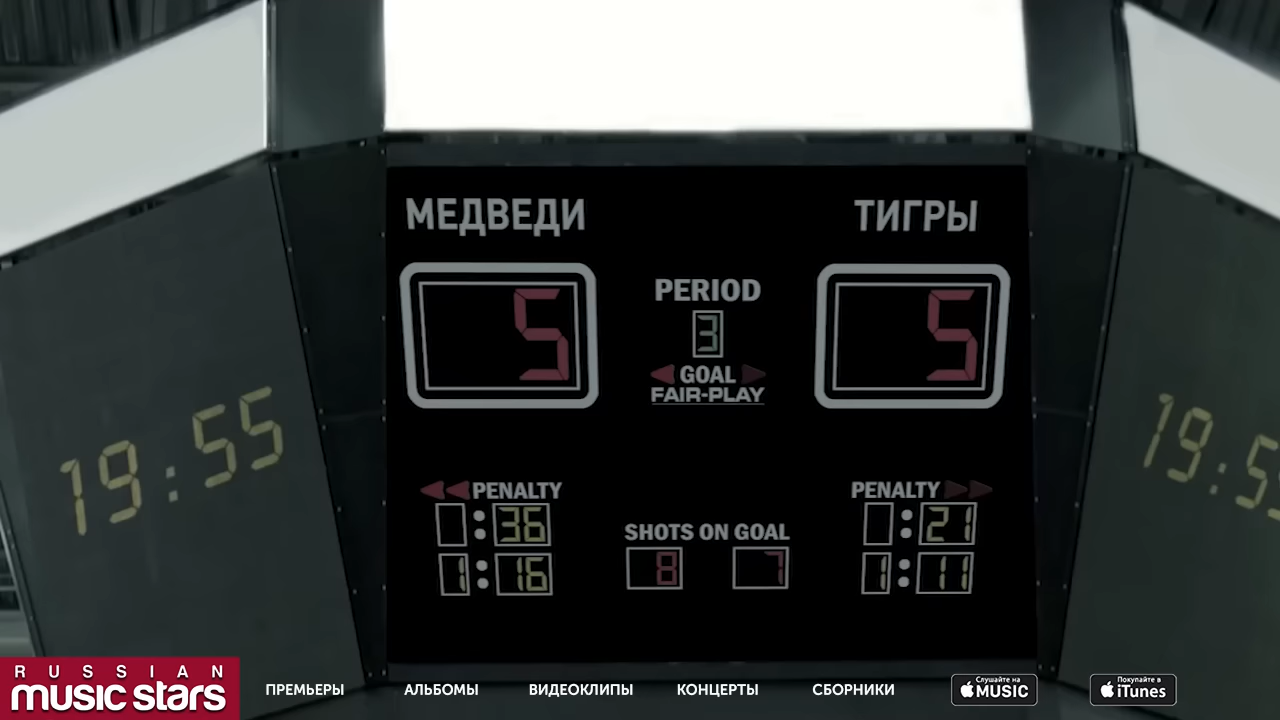 МЕДВЕДИ
ТИГРЫ
5
PERIOD
5
3
GOAL
FAIR-PLAY
19:55
19:55
PENALTY
PENALTY
:36
:21
SHOTS ON GOAL
1:16
8
7
1:11
RUSSIAN
music stars
ПРЕМЬЕРЫ
АЛЬБОМЫ
ВИДЕОКЛИПЫ
КОНЦЕРТЫ
СБОРНИКИ
Слушайте на
MUSIC
Покупайте в
iTunes